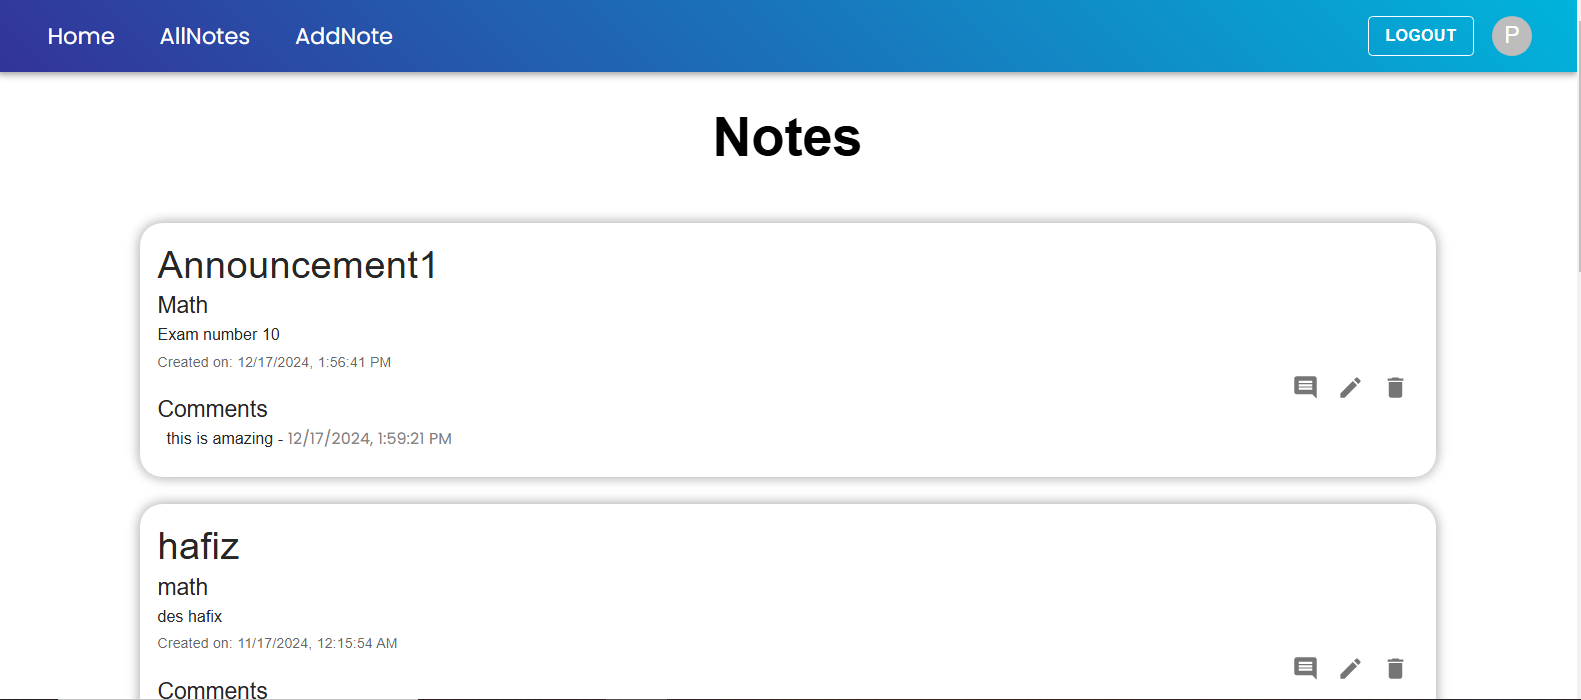 Home AllNotes AddNote LOGOUT P
Notes
Announcement1
Math
Exam number 10
Created on: 12/17/2024, 1:56:41 PM
Comments
this is amazing - 12/17/2024, 1:59:21 PM
hafiz
math
des hafix
Created on: 11/17/2024, 12:15:54 AM
Comments